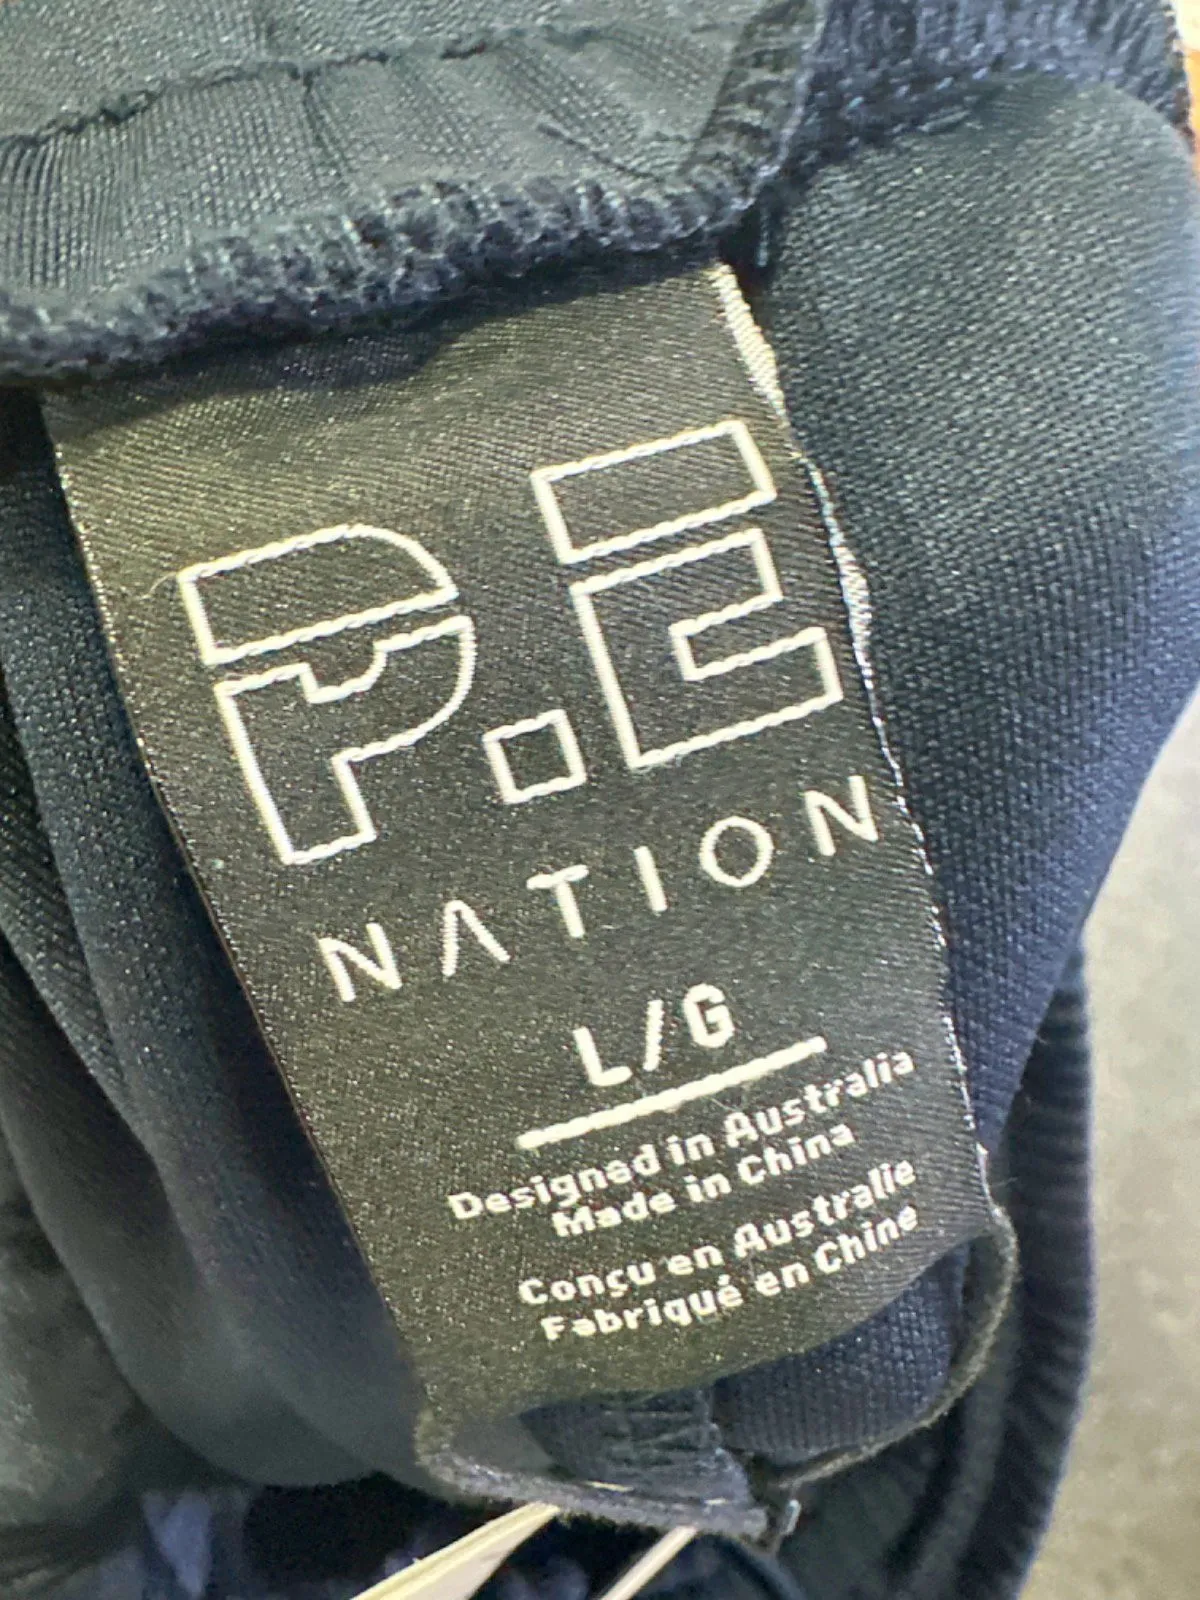 P.E
NATION
L/G
Designed in Australia
Made in China
Conçu en Australie
Fabriqué en Chine